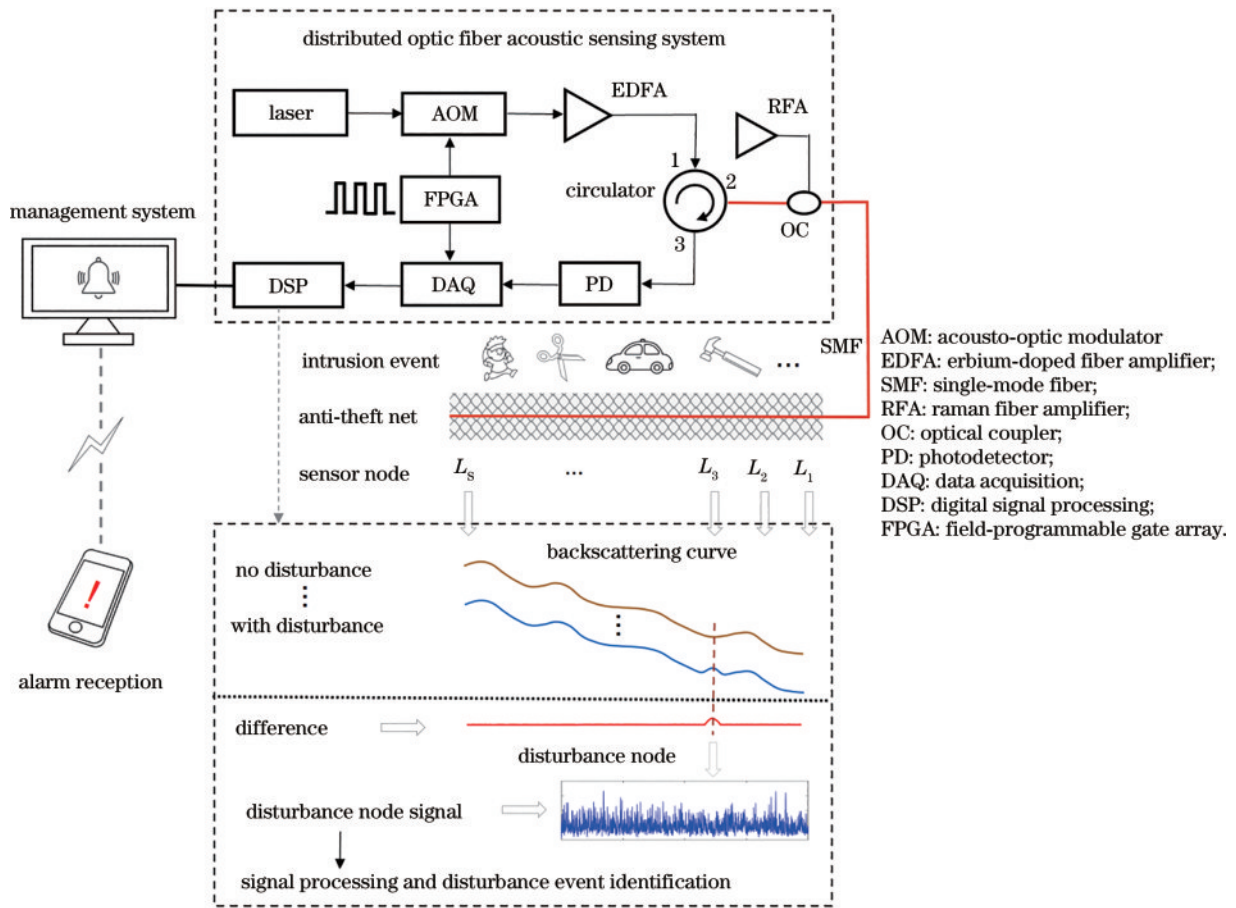 distributed optic fiber acoustic sensing system
EDFA
RFA
laser
AOM
1
2
circulator
FPGA
OC
3
management system
DSP
DAQ
PD
intrusion event
...
SMF
anti-theft net
sensor node
LS
...
L3
L2
L1
AOM: acousto-optic modulator
EDFA: erbium-doped fiber amplifier;
SMF: single-mode fiber;
RFA: raman fiber amplifier;
OC: optical coupler;
PD: photodetector;
DAQ: data acquisition;
DSP: digital signal processing;
FPGA: field-programmable gate array.
!
alarm reception
backscattering curve
no disturbance
⋮
with disturbance
⋮
difference
disturbance node
disturbance node signal
signal processing and disturbance event identification